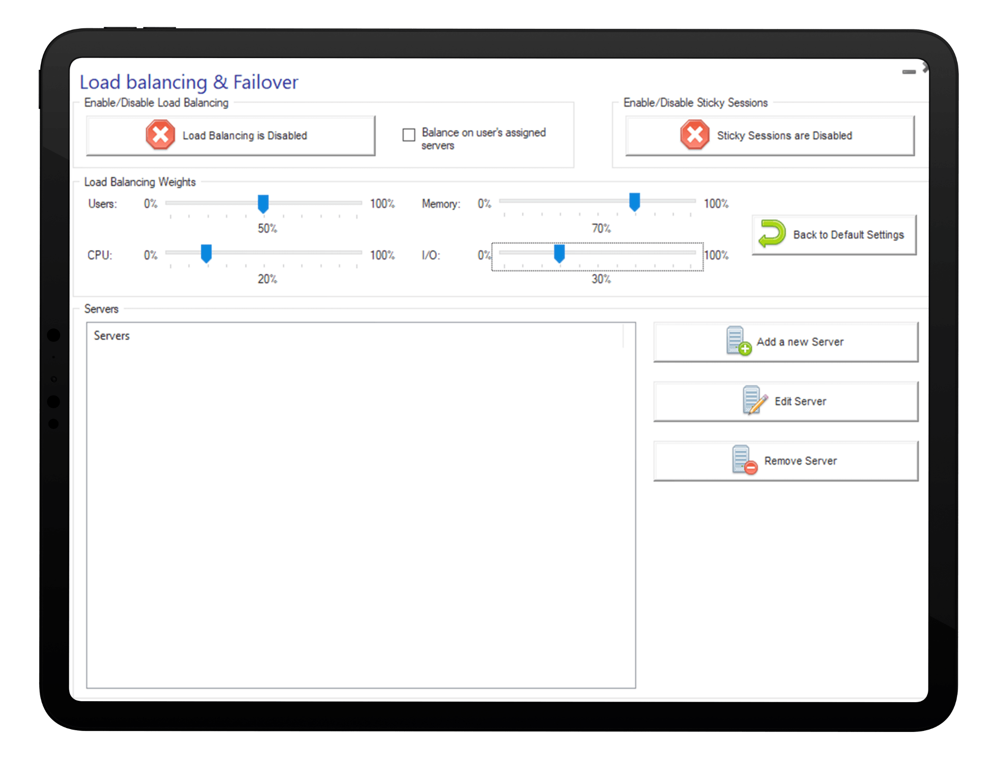 Load balancing & Failover
Enable/Disable Load Balancing
Enable/Disable Sticky Sessions
Load Balancing is Disabled
Balance on user's assigned
servers
Sticky Sessions are Disabled
Load Balancing Weights
Users: 0% 100%
50%
Memory: 0% 100%
70%
CPU: 0% 100%
20%
I/O: 0% 100%
30%
Back to Default Settings
Servers
Servers
Add a new Server
Edit Server
Remove Server